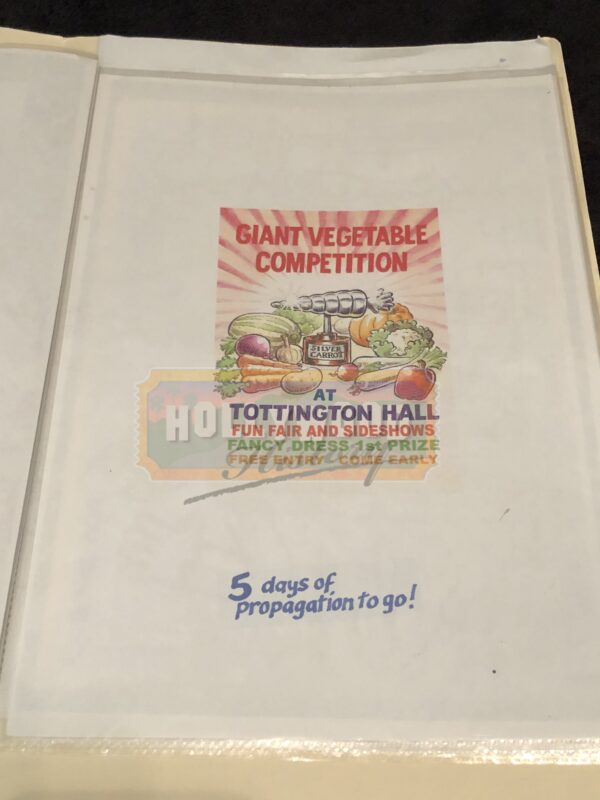 GIANT VEGETABLE
COMPETITION
SILVER
CARROT
AT
TOTTINGTON HALL
FUN FAIR AND SIDESHOWS
FANCY DRESS 1st PRIZE
FREE ENTRY COME EARLY
5 days of
propagation to go!